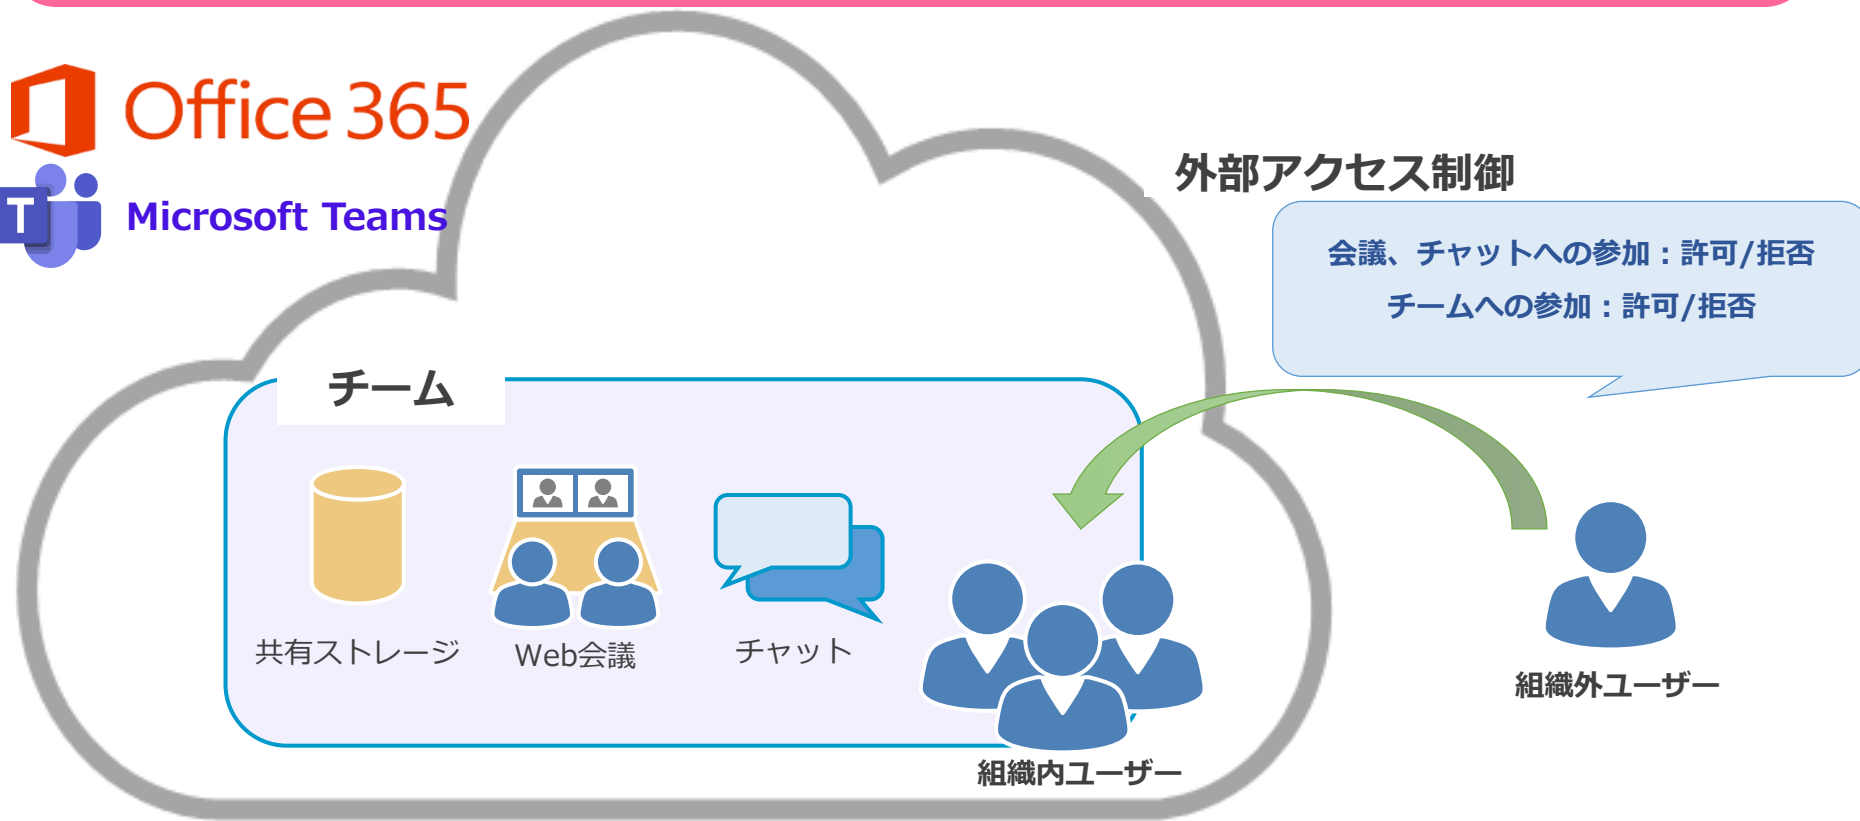 Office 365
T
Microsoft Teams
外部アクセス制御
会議、チャットへの参加：許可/拒否
チームへの参加：許可/拒否
チーム
共有ストレージ
Web会議
チャット
組織内ユーザー
組織外ユーザー